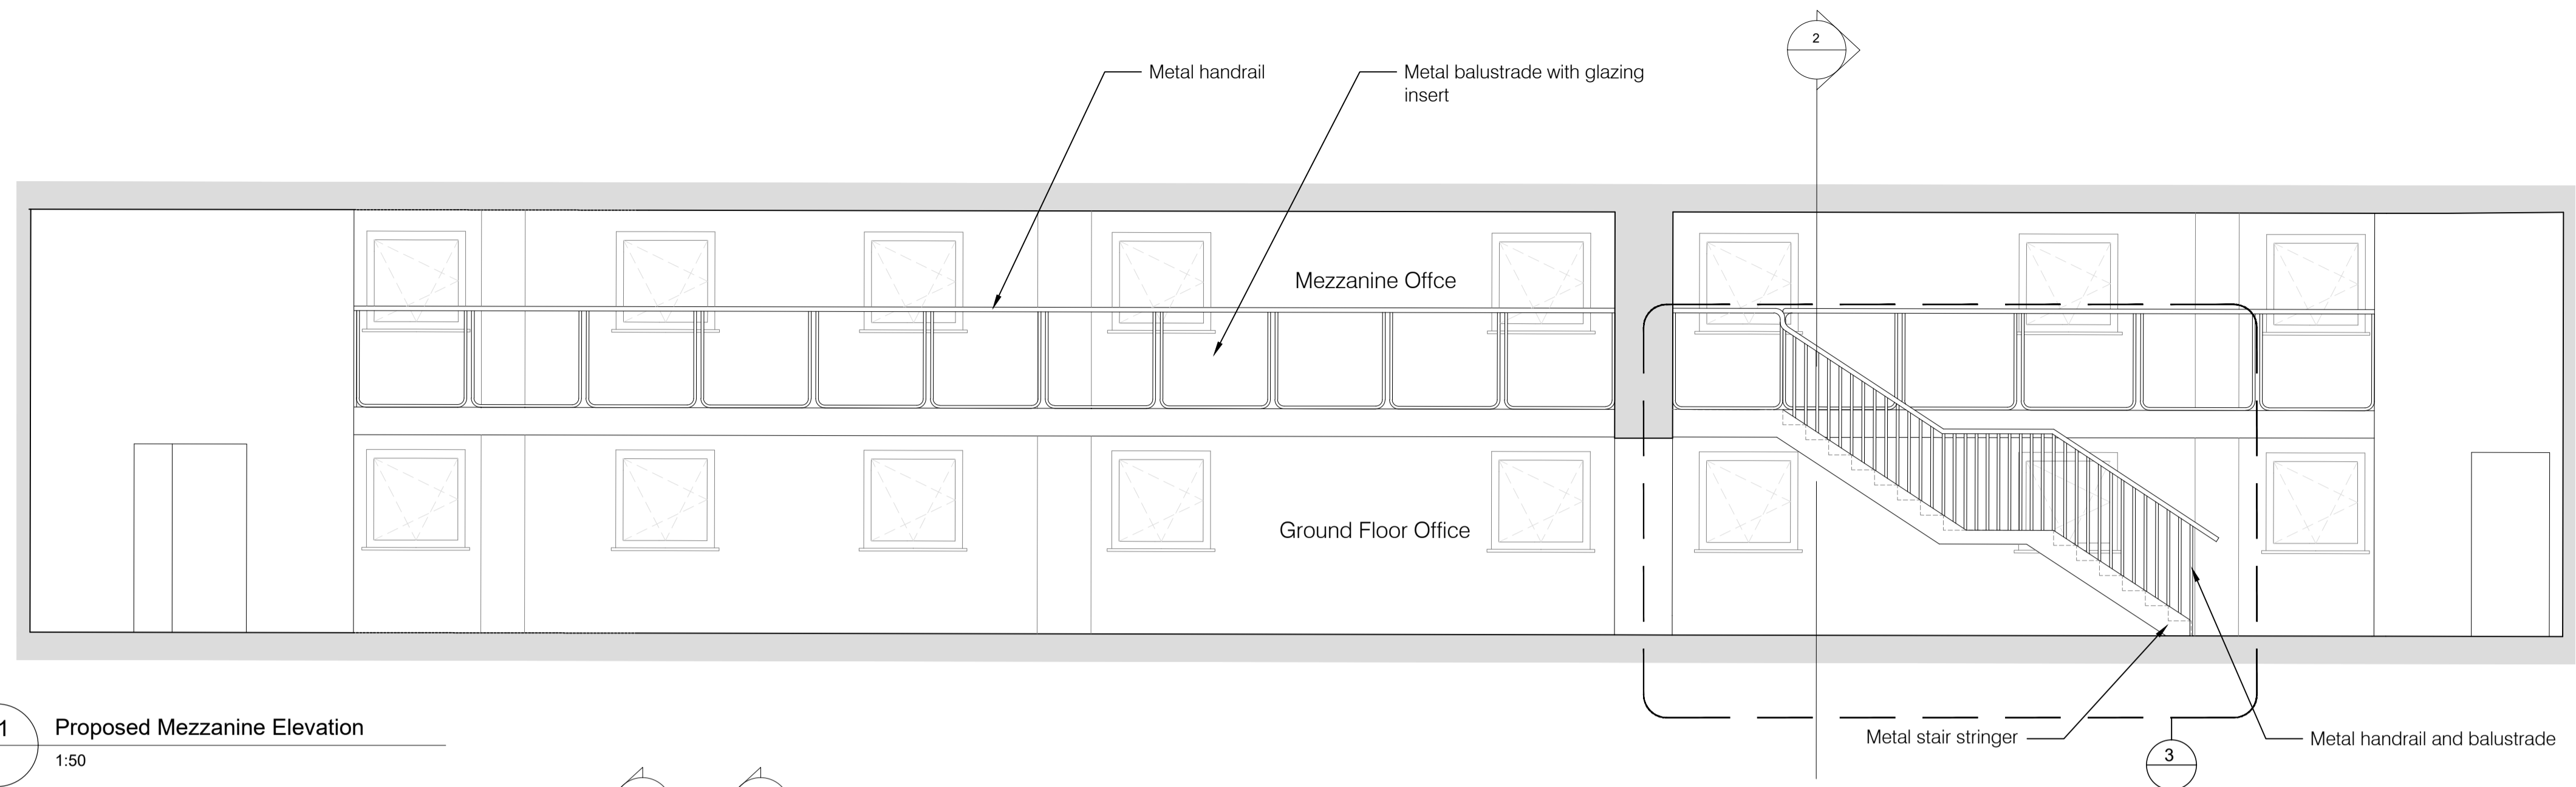 2
Metal handrail
Metal balustrade with glazing
insert
Mezzanine Offce
Ground Floor Office
1
Proposed Mezzanine Elevation
1:50
Metal stair stringer
3
Metal handrail and balustrade